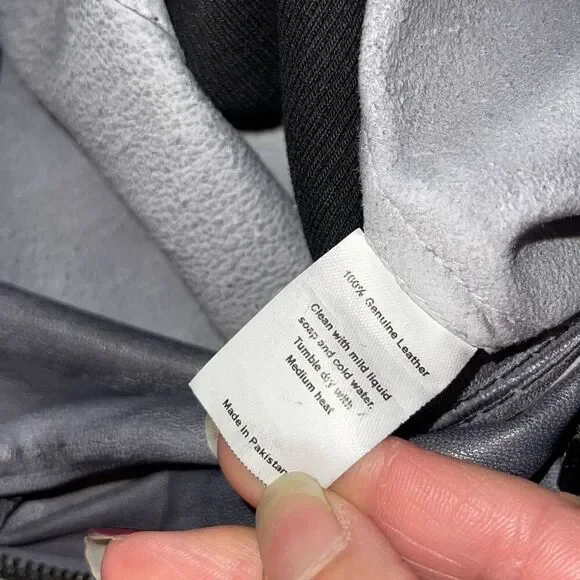 100% Genuine Leather
Clean with mild liquid
soap and cold water.
Tumble dry with
Medium heat
Made in Pakistan